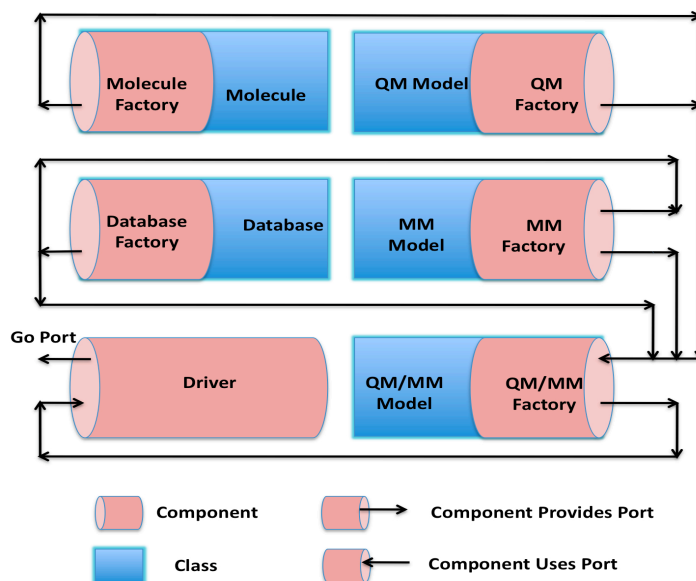 Molecule
Factory
Molecule
QM Model
QM
Factory
Database
Factory
Database
MM
Model
MM
Factory
Go Port
Driver
QM/MM
Model
QM/MM
Factory
Component
Component Provides Port
Class
Component Uses Port